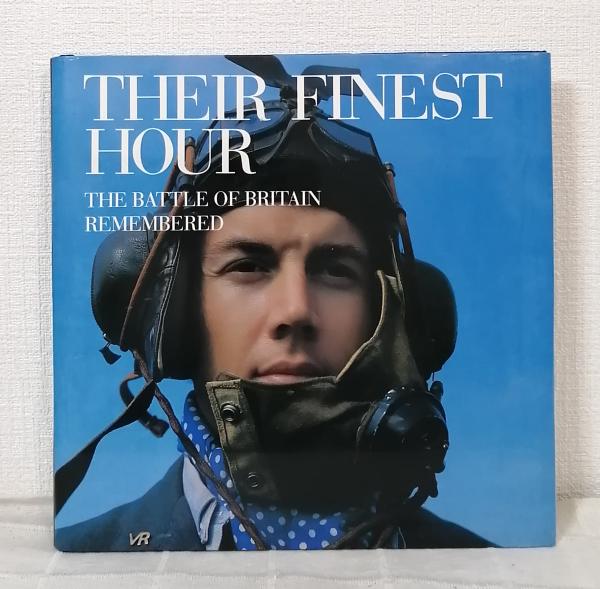 THEIR FINEST
HOUR
THE BATTLE OF BRITAIN
REMEMBERED
VR